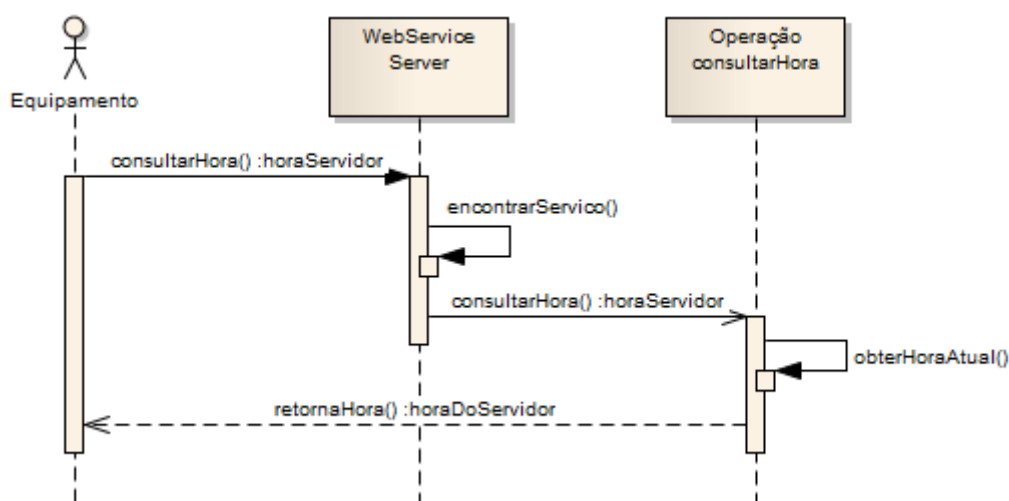 WebService
Server
Operação
consultarHora
Equipamento
consultarHora() :horaServidor
encontrarServico()
consultarHora() :horaServidor
obterHoraAtual()
retornaHora() :horaDoServidor